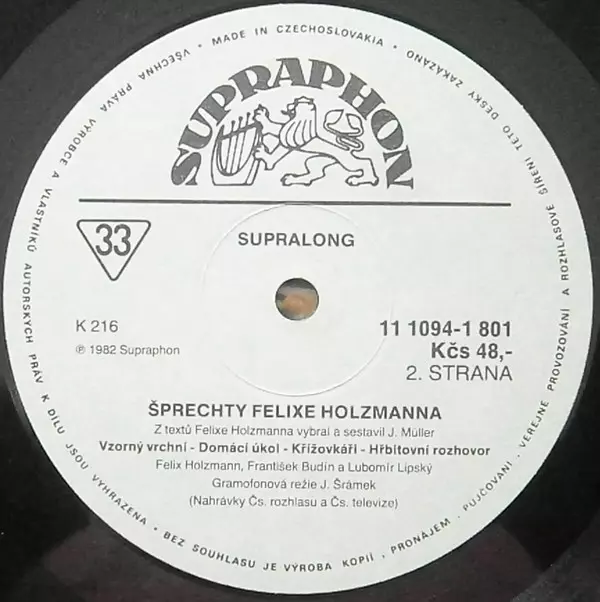 VŠECHNA PRÁVA VÝROBCE A VLASTNÍKŮ AUTORSKÝCH PRÁV K DÍLU JSOU VYHRAZENA • BEZ SOUHLASU JE VÝROBA KOPIÍ, PRONÁJEM, PŮJČOVÁNÍ, VEŘEJNÉ PROVOZOVÁNÍ A ROZHLASOVÉ ŠÍŘENÍ TÉTO DESKY ZAKÁZÁNO • MADE IN CZECHOSLOVAKIA •
SUPRAPHON
33
SUPRALONG
K 216
℗ 1982 Supraphon
11 1094-1 801
Kčs 48,-
2. STRANA
ŠPRECHTY FELIXE HOLZMANNA
Z textů Felixe Holzmanna vybral a sestavil J. Müller
Vzorný vrchní - Domácí úkol - Křížovkáři - Hřbitovní rozhovor
Felix Holzmann, František Budín a Lubomír Lipský
Gramofonová režie J. Šrámek
(Nahrávky Čs. rozhlasu a Čs. televize)